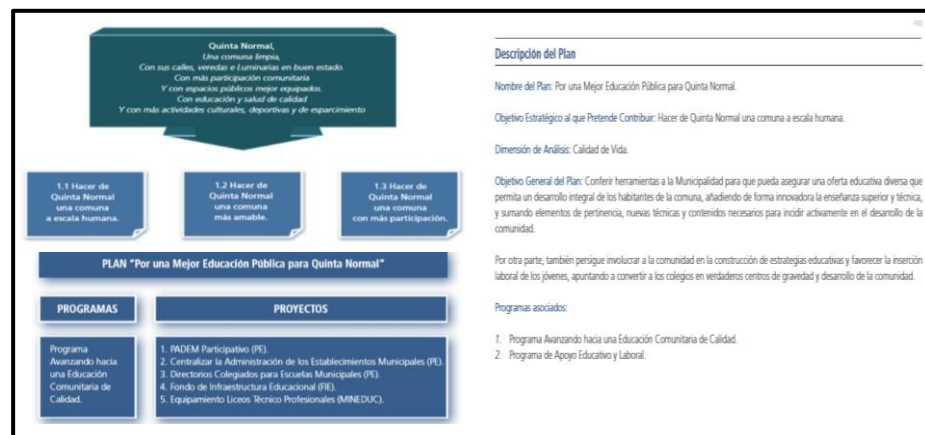 Quinta Normal,
Una comuna limpia,
Con sus calles, veredas e Luminarias en buen estado.
Con más participación comunitaria
Y con espacios públicos mejor equipados.
Con educación y salud de calidad
Y con más actividades culturales, deportivas y de esparcimiento
1.1 Hacer de
Quinta Normal
una comuna
a escala humana.
1.2 Hacer de
Quinta Normal
una comuna
más amable.
1.3 Hacer de
Quinta Normal
una comuna
con más participación.
PLAN "Por una Mejor Educación Pública para Quinta Normal"
PROGRAMAS
PROYECTOS
Programa
Avanzando hacia
una Educación
Comunitaria de
Calidad.
1. PADEM Participativo (PE).
2. Centralizar la Administración de los Establecimientos Municipales (PE).
3. Directorios Colegiados para Escuelas Municipales (PE).
4. Fondo de Infraestructura Educacional (FIE).
5. Equipamiento Liceos Técnico Profesionales (MINEDUC).
Descripción del Plan
Nombre del Plan: Por una Mejor Educación Pública para Quinta Normal.
Objetivo Estratégico al que Pretende Contribuir: Hacer de Quinta Normal una comuna a escala humana.
Dimensión de Análisis: Calidad de Vida.
Objetivo General del Plan: Conferir herramientas a la Municipalidad para que pueda asegurar una oferta educativa diversa que
permita un desarrollo integral de los habitantes de la comuna, añadiendo de forma innovadora la enseñanza superior y técnica,
y sumando elementos de pertinencia, nuevas técnicas y contenidos necesarios para incidir activamente en el desarrollo de la
comunidad.
Por otra parte, también persigue involucrar a la comunidad en la construcción de estrategias educativas y favorecer la inserción
laboral de los jóvenes, apuntando a convertir a los colegios en verdaderos centros de gravedad y desarrollo de la comunidad.
Programas asociados:
1. Programa Avanzando hacia una Educación Comunitaria de Calidad.
2. Programa de Apoyo Educativo y Laboral.